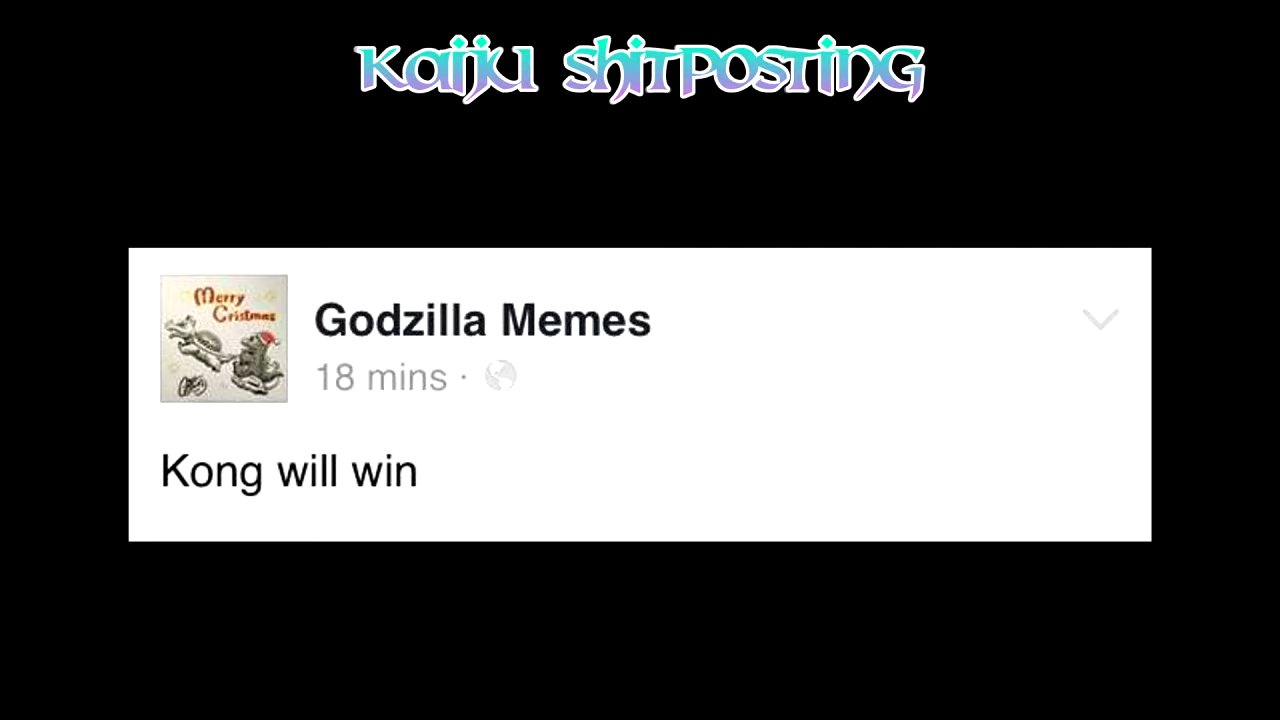 Kaiju Shitposting
Merry
Cristmas
Godzilla Memes
18 mins ·
Kong will win